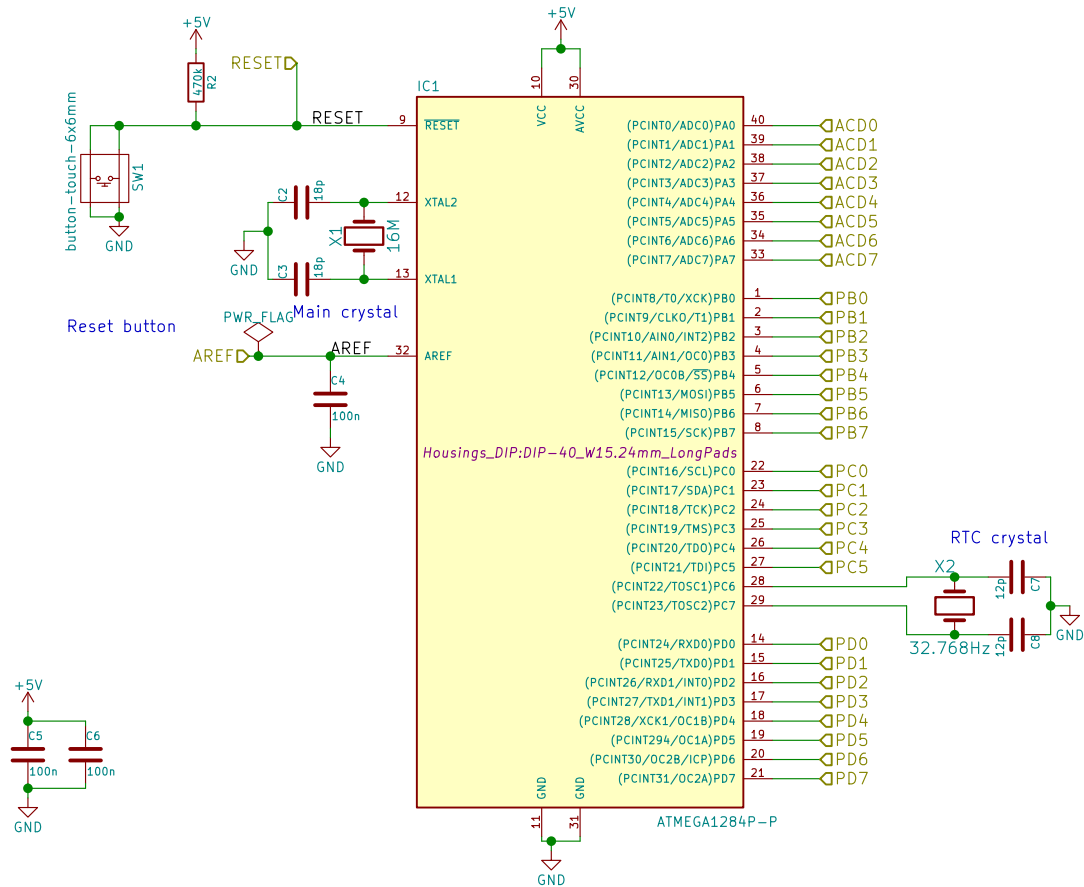 +5V
+5V
RESET
470k
R2
IC1
10
30
VCC
AVCC
button-touch-6x6mm
RESET
9
RESET
SW1
GND
C2
18p
12
XTAL2
X1
16M
GND
C3
18p
13
XTAL1
Main crystal
Reset button
PWR_FLAG
AREF
AREF
32
AREF
C4
100n
GND
(PCINT0/ADC0)PA0 40 ACD0
(PCINT1/ADC1)PA1 39 ACD1
(PCINT2/ADC2)PA2 38 ACD2
(PCINT3/ADC3)PA3 37 ACD3
(PCINT4/ADC4)PA4 36 ACD4
(PCINT5/ADC5)PA5 35 ACD5
(PCINT6/ADC6)PA6 34 ACD6
(PCINT7/ADC7)PA7 33 ACD7
(PCINT8/T0/XCK)PB0 1 PB0
(PCINT9/CLKO/T1)PB1 2 PB1
(PCINT10/AIN0/INT2)PB2 3 PB2
(PCINT11/AIN1/OC0)PB3 4 PB3
(PCINT12/OC0B/SS)PB4 5 PB4
(PCINT13/MOSI)PB5 6 PB5
(PCINT14/MISO)PB6 7 PB6
(PCINT15/SCK)PB7 8 PB7
Housings_DIP:DIP-40_W15.24mm_LongPads
(PCINT16/SCL)PC0 22 PC0
(PCINT17/SDA)PC1 23 PC1
(PCINT18/TCK)PC2 24 PC2
(PCINT19/TMS)PC3 25 PC3
(PCINT20/TDO)PC4 26 PC4
(PCINT21/TDI)PC5 27 PC5
(PCINT22/TOSC1)PC6 28
(PCINT23/TOSC2)PC7 29
RTC crystal
X2
12p
C7
GND
32.768Hz
12p
C8
(PCINT24/RXD0)PD0 14 PD0
(PCINT25/TXD0)PD1 15 PD1
(PCINT26/RXD1/INT0)PD2 16 PD2
(PCINT27/TXD1/INT1)PD3 17 PD3
(PCINT28/XCK1/OC1B)PD4 18 PD4
(PCINT294/OC1A)PD5 19 PD5
(PCINT30/OC2B/ICP)PD6 20 PD6
(PCINT31/OC2A)PD7 21 PD7
+5V
C5
C6
100n
100n
GND
GND
GND
11
31
ATMEGA1284P-P
GND